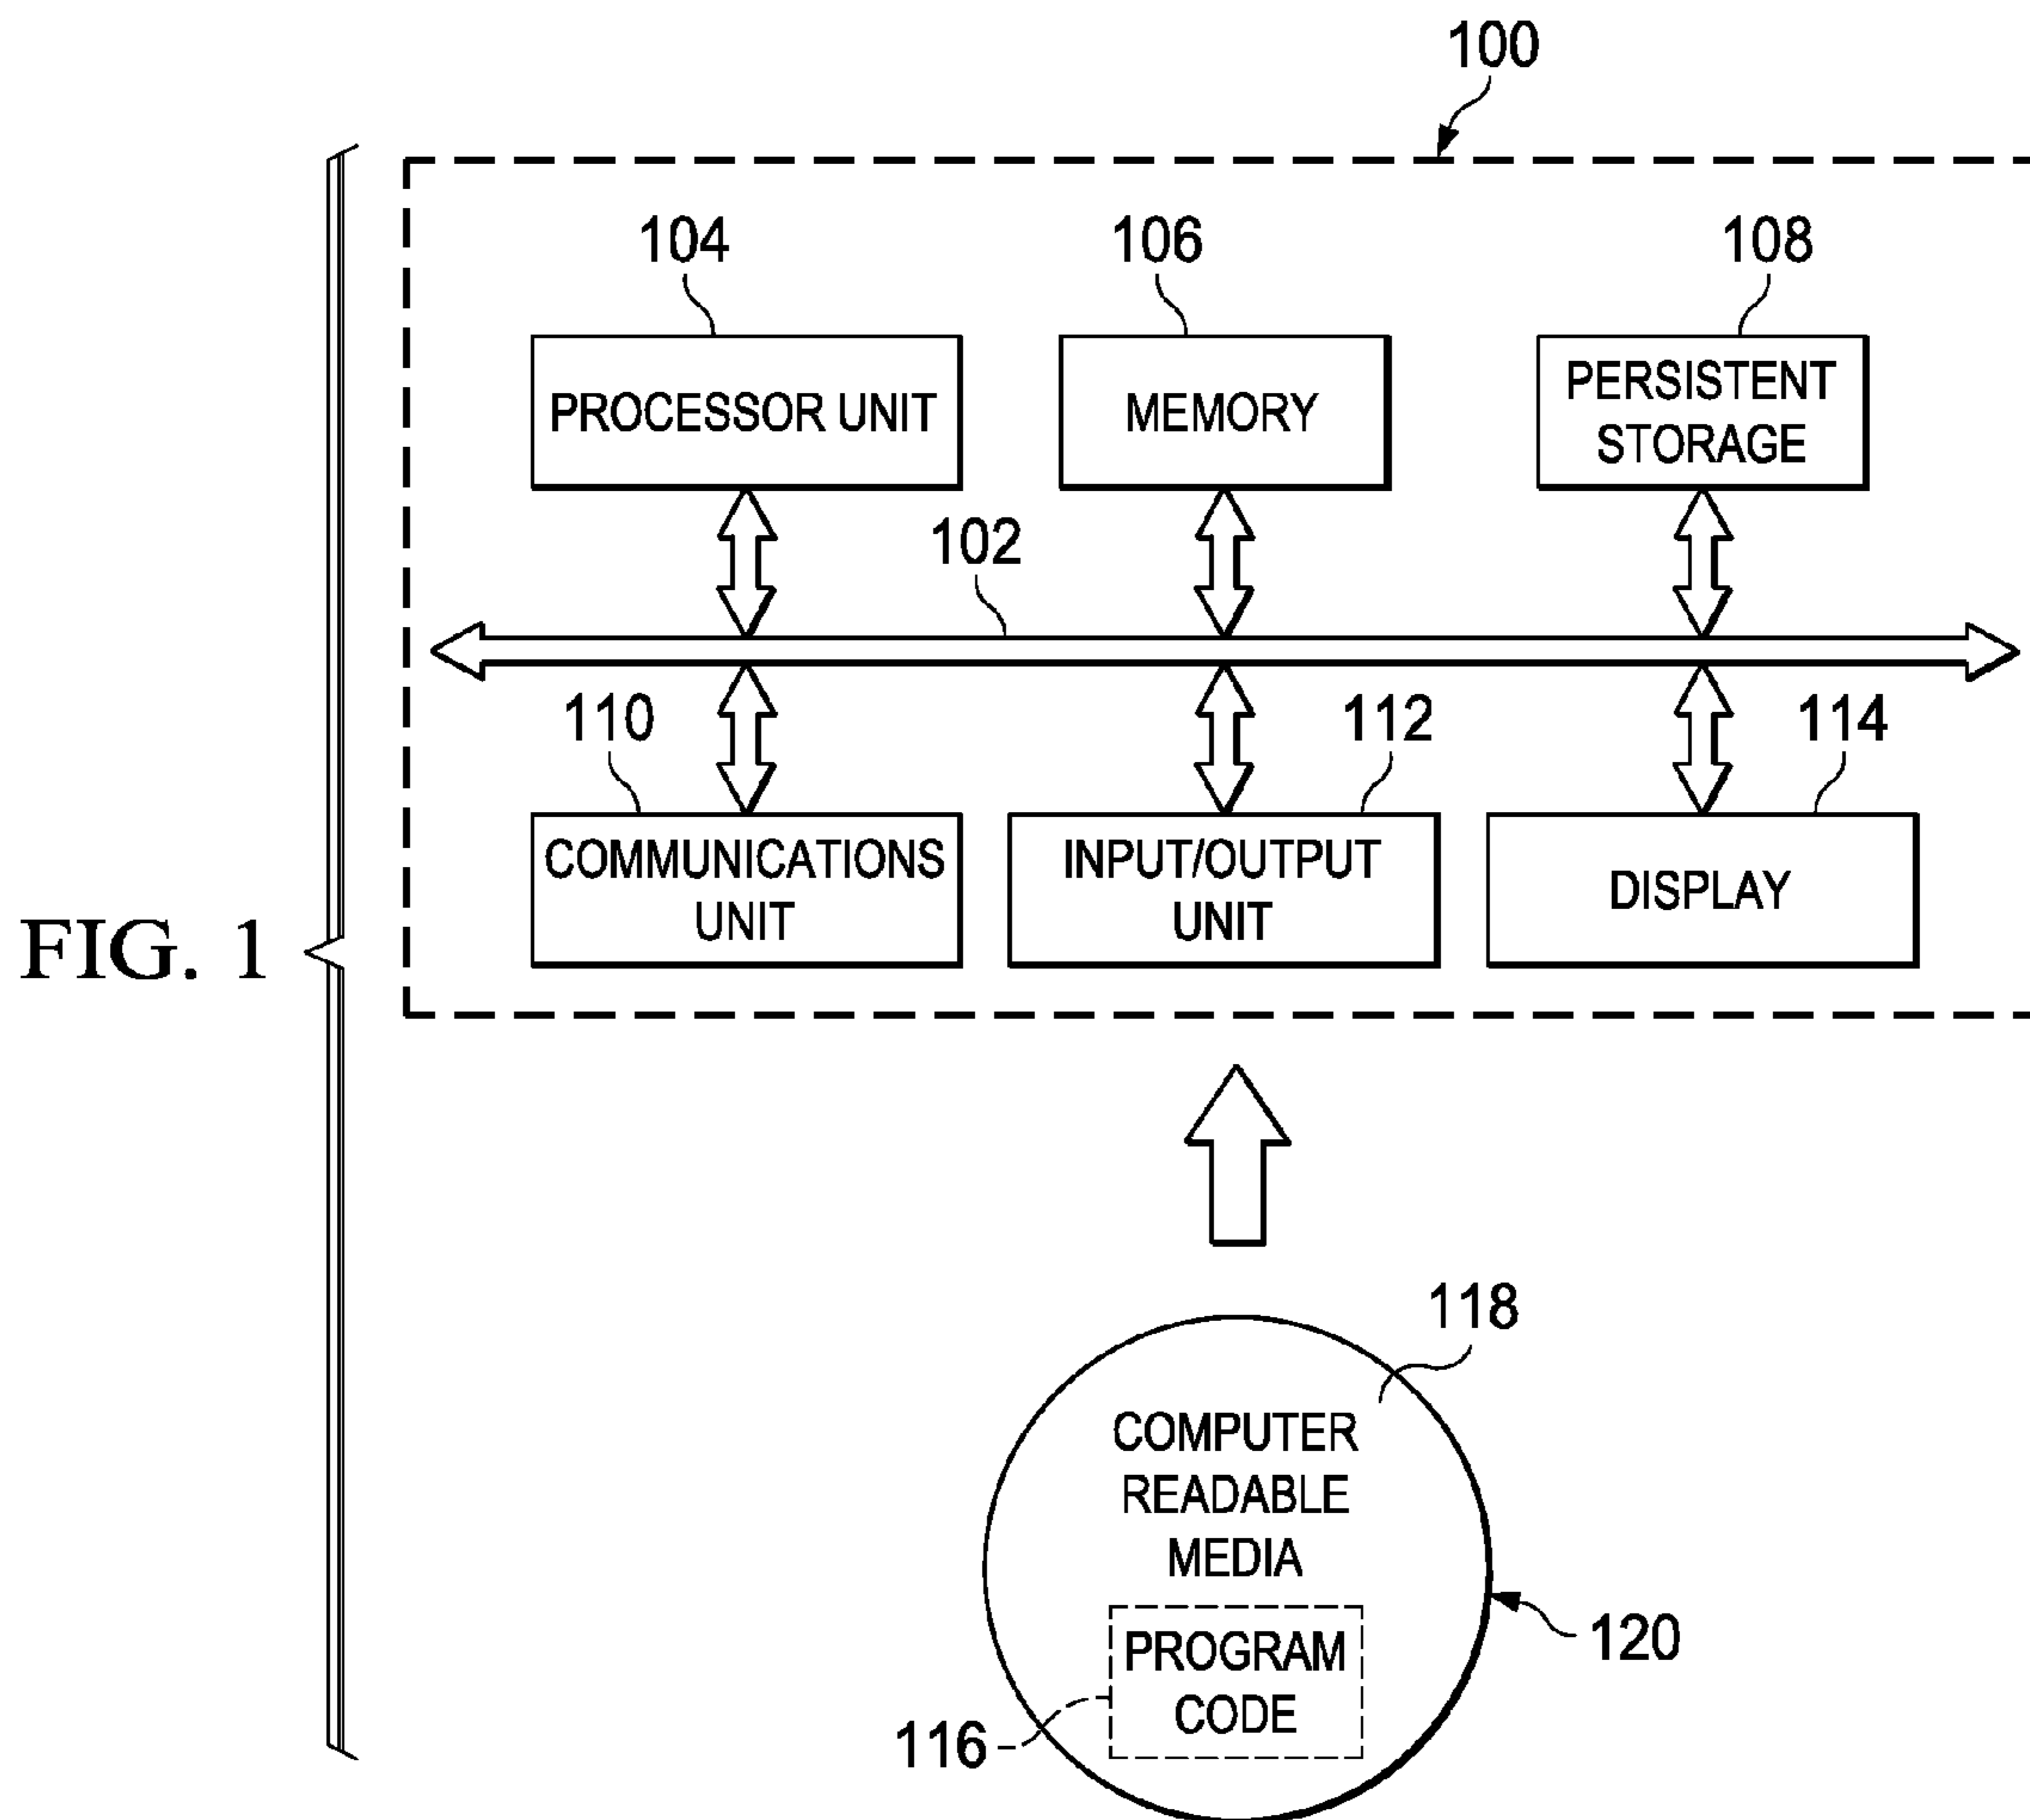 100
104
106
108
PROCESSOR UNIT
MEMORY
PERSISTENT
STORAGE
102
110
112
114
COMMUNICATIONS
UNIT
INPUT/OUTPUT
UNIT
DISPLAY
FIG. 1
118
COMPUTER
READABLE
MEDIA
120
PROGRAM
CODE
116